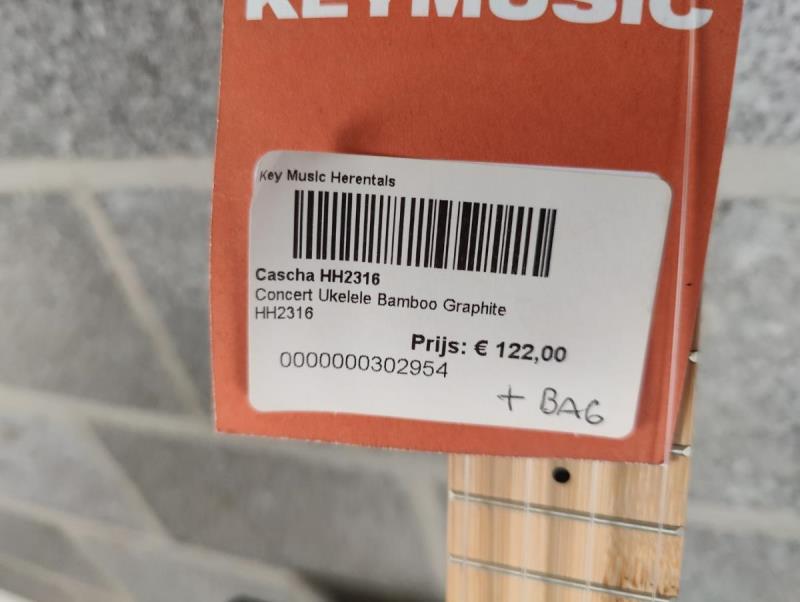 KEYMUSIC
Key Music Herentals
Cascha HH2316
Concert Ukelele Bamboo Graphite
HH2316
Prijs: € 122,00
0000000302954
+ BAG